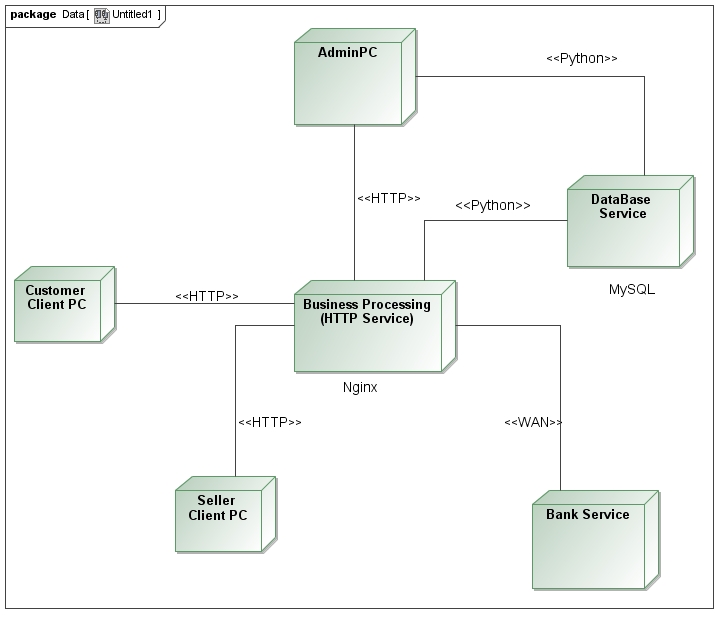 package Data [ Untitled1 ]
AdminPC
<<Python>>
DataBase
Service
<<HTTP>>
<<Python>>
MySQL
Customer
Client PC
<<HTTP>>
Business Processing
(HTTP Service)
Nginx
<<HTTP>>
<<WAN>>
Seller
Client PC
Bank Service